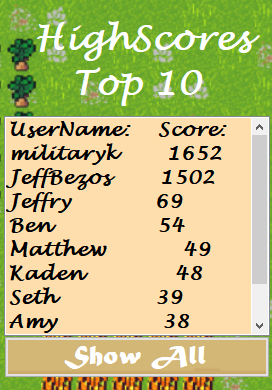 HighScores
Top 10
UserName: Score:
militaryk 1652
JeffBezos 1502
Jeffry 69
Ben 54
Matthew 49
Kaden 48
Seth 39
Amy 38
Show All